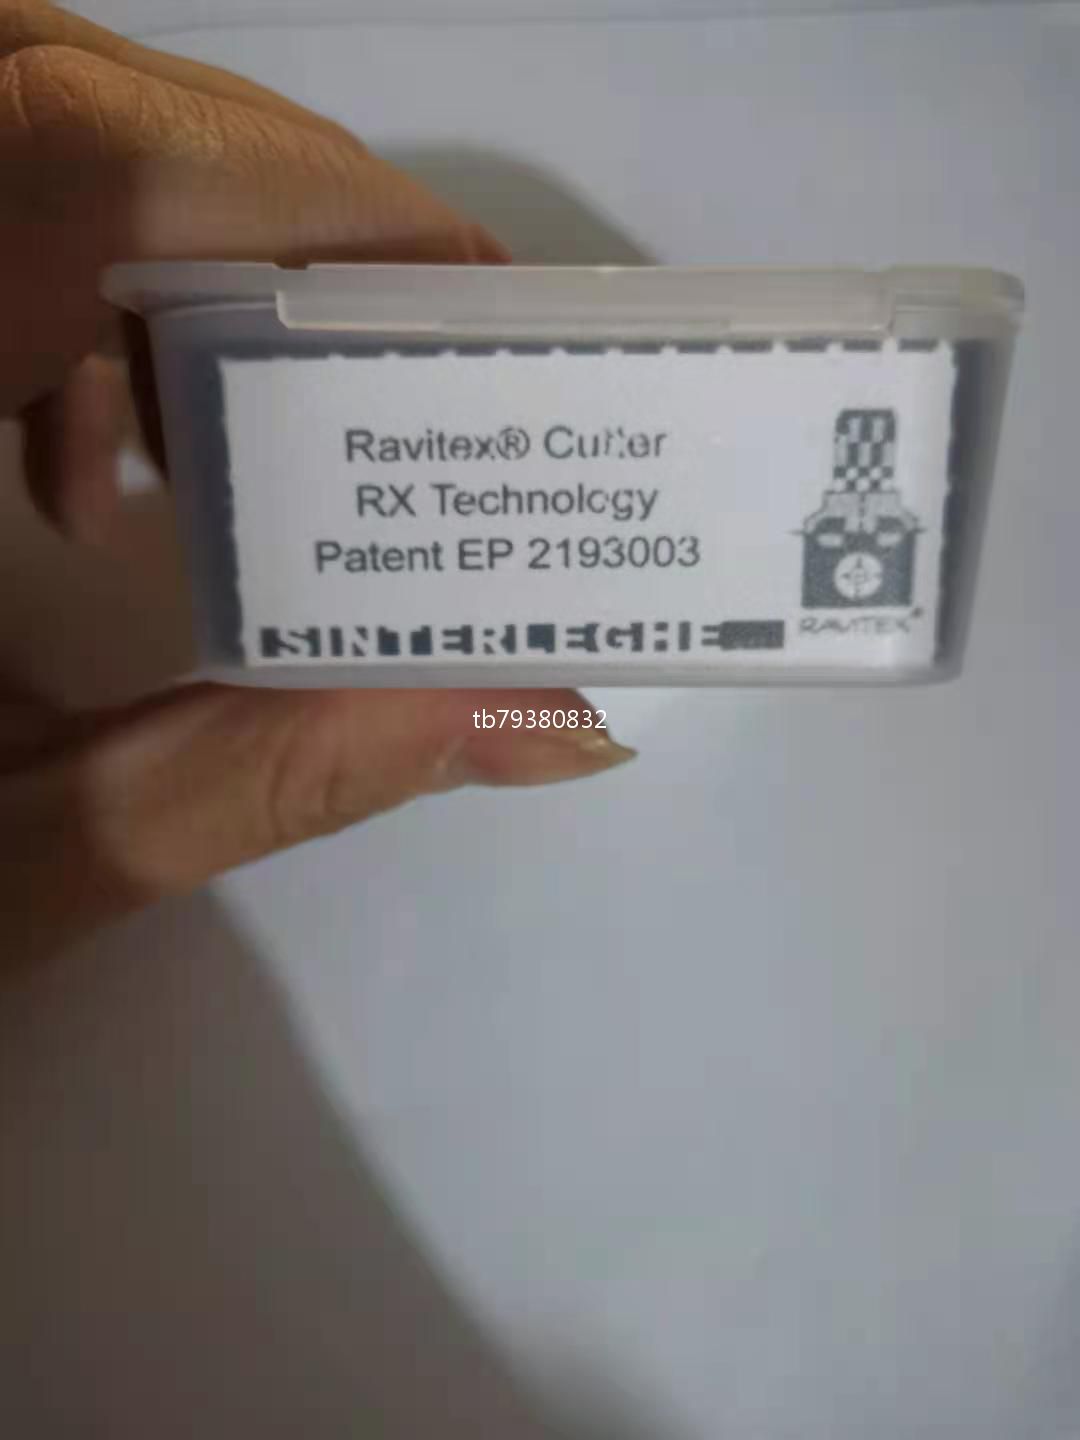 Ravitex® Cutter
RX Technology
Patent EP 2193003
SINTERLEGHE
RAVITEX®
tb79380832